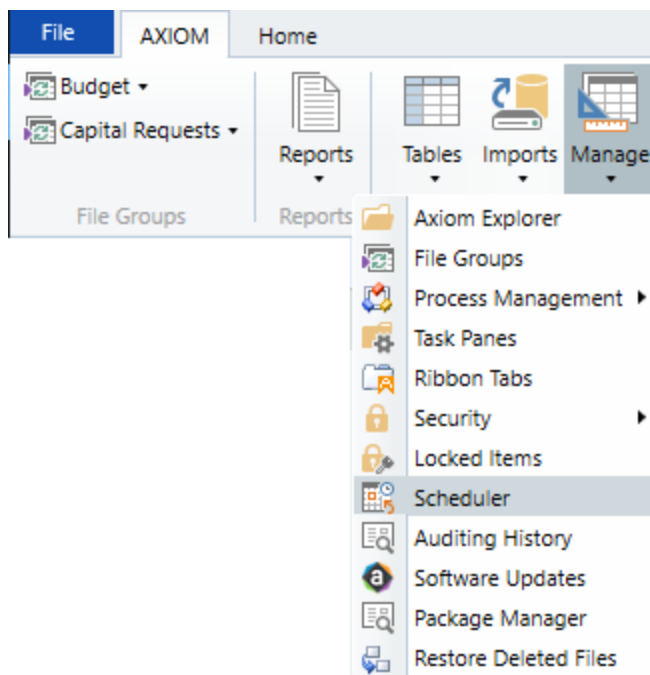 File
AXIOM
Home
Budget
Capital Requests
Reports
Tables
Imports
Manage
File Groups
Reports
Axiom Explorer
File Groups
Process Management
Task Panes
Ribbon Tabs
Security
Locked Items
Scheduler
Auditing History
Software Updates
Package Manager
Restore Deleted Files